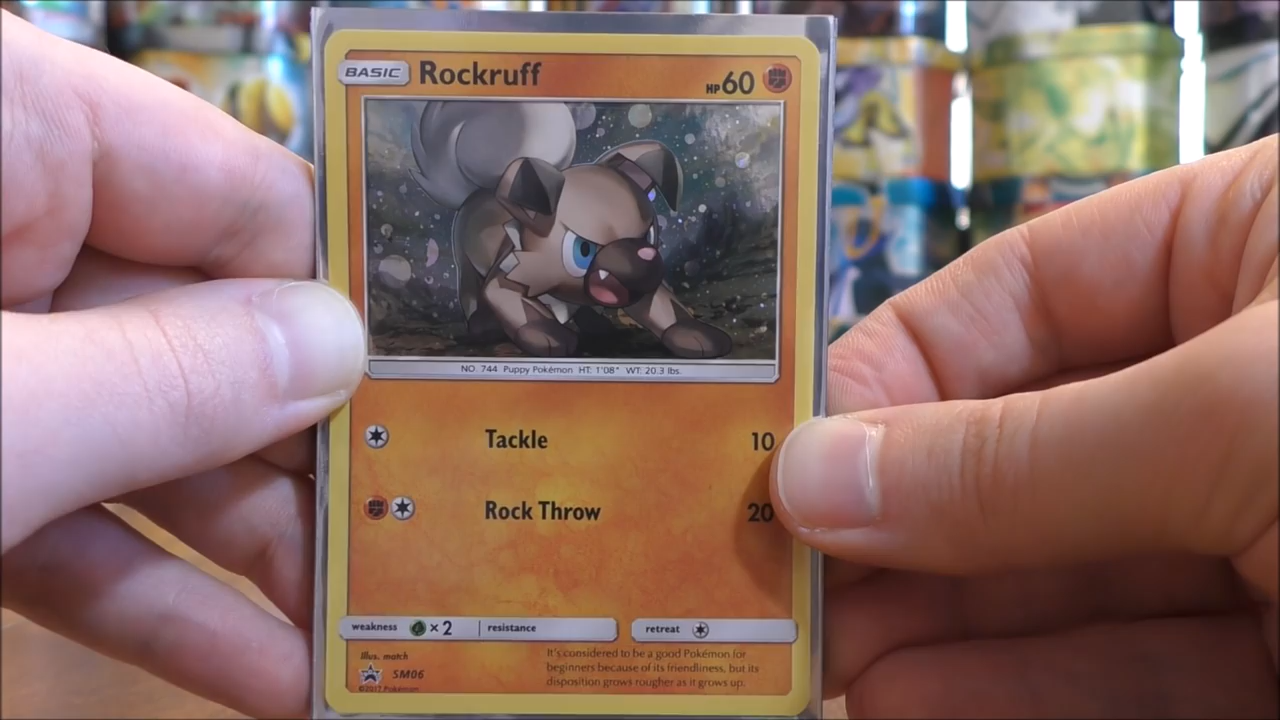 BASIC Rockruff HP 60
NO. 744 Puppy Pokémon HT: 1'08" WT: 20.3 lbs.
Tackle 10
Rock Throw 20
weakness ×2 resistance retreat
Illus. match
SM06
©2017 Pokémon
It's considered to be a good Pokémon for
beginners because of its friendliness, but its
disposition grows rougher as it grows up.